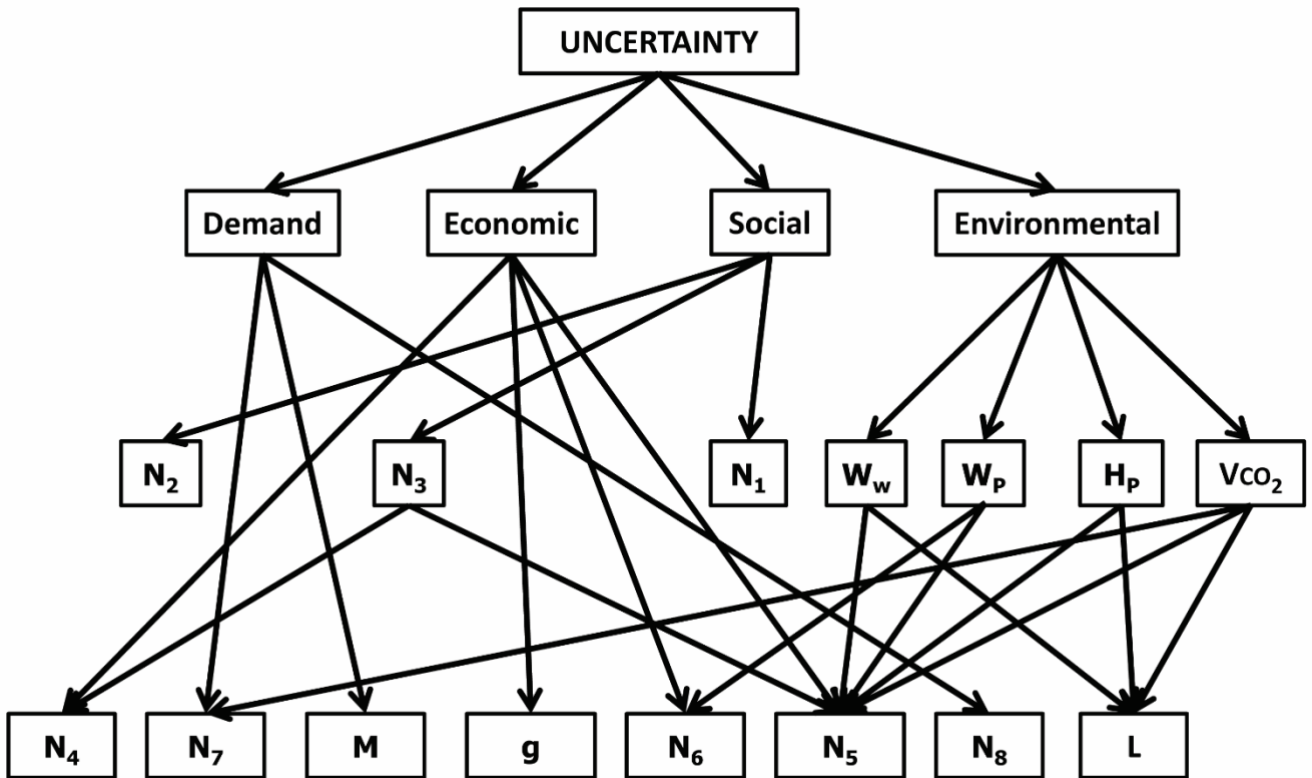 UNCERTAINTY
Demand
Economic
Social
Environmental
N₂
N₃
N₁
Ww
WP
HP
VCO₂
N₄
N₇
M
g
N₆
N₅
N₈
L